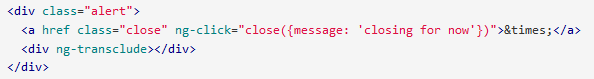 <div class="alert">
  <a href class="close" ng-click="close({message: 'closing for now'})">&times;</a>
  <div ng-transclude></div>
</div>